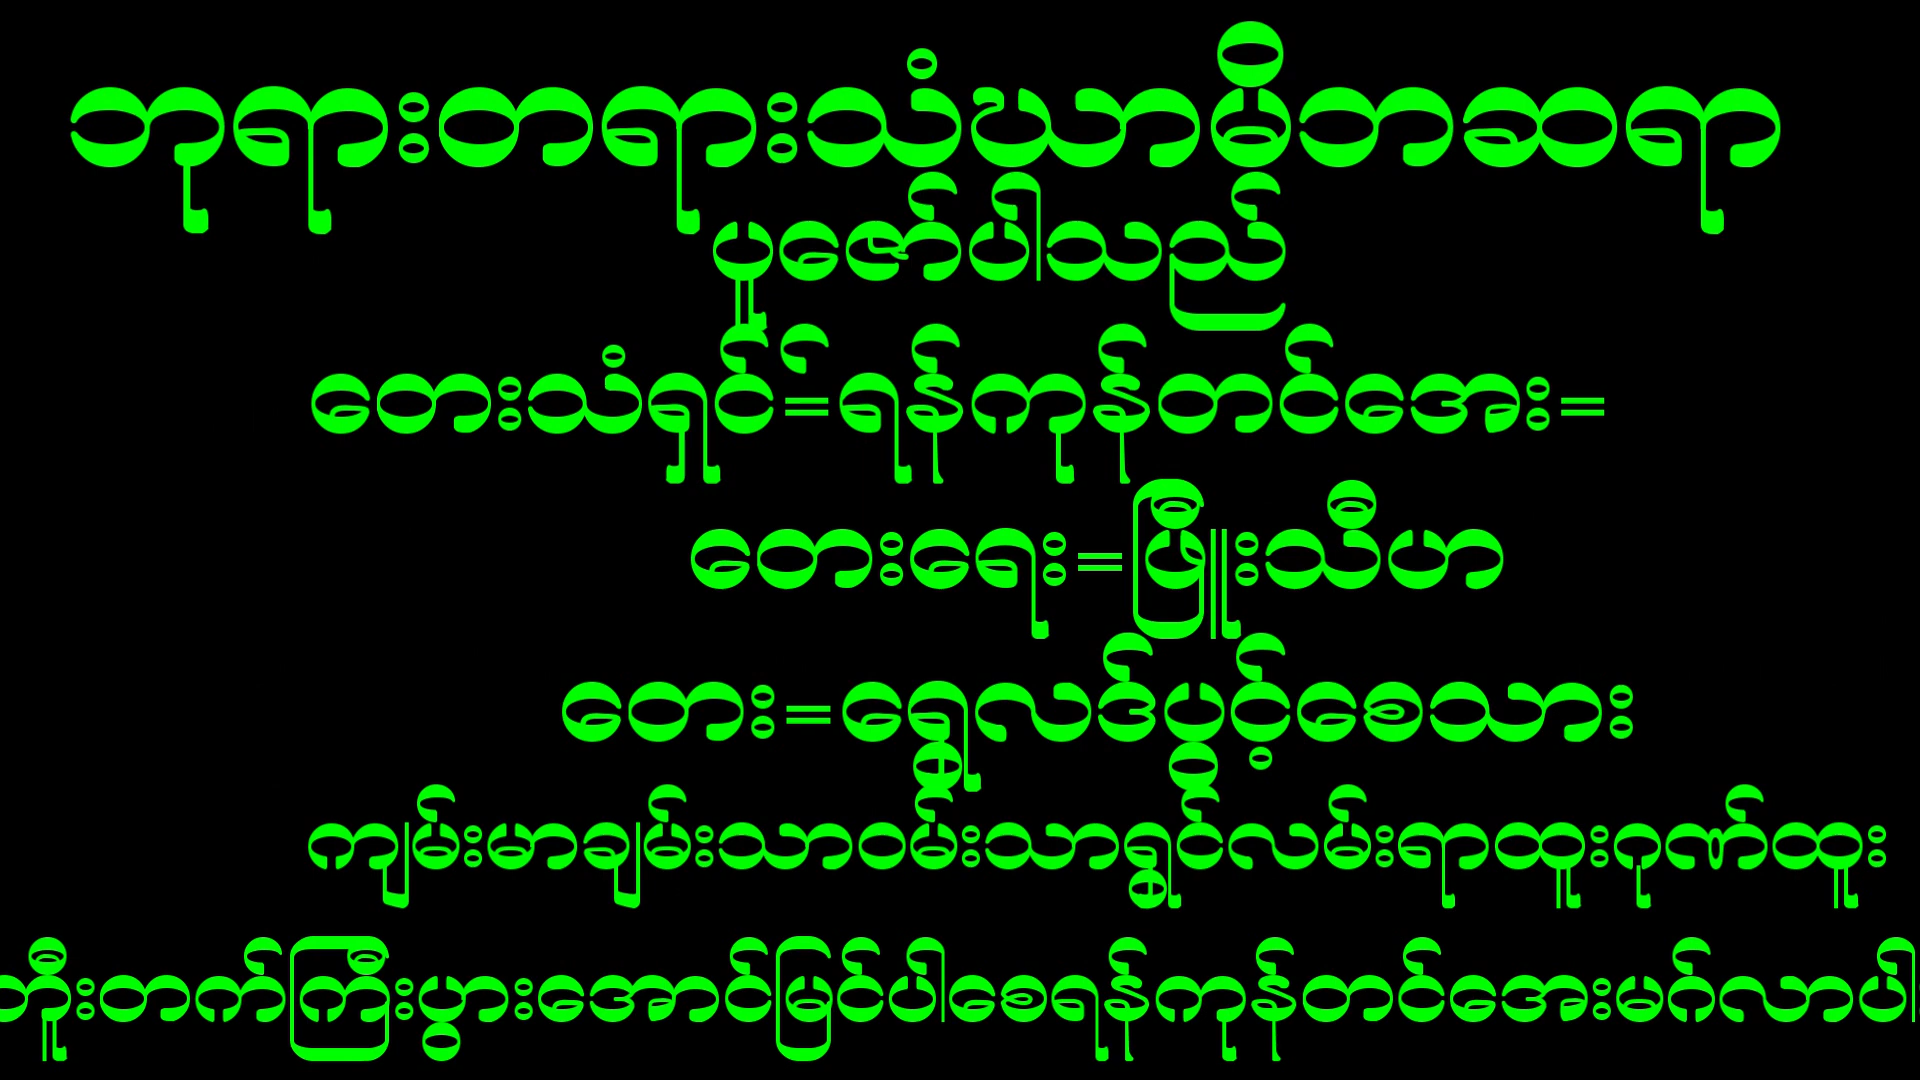 ဘုရားတရားသံဃာမိဘဆရာ
ပူဇော်ပါသည်
တေးသံရှင််=ရန်ကုန်တင်အေး=
တေးရေး=ဖြီူးသီဟ
တေး=ရွှေလဒ်ပွင့်စေသား
ကျမ်းမာချမ်းသာဝမ်းသာရွှင်လမ်းရာထူးဂုဏ်ထူး
တီူးတက်ကြီးပွားအောင်မြင်ပါစေရန်ကုန်တင်အေးမဂ်လာပါ